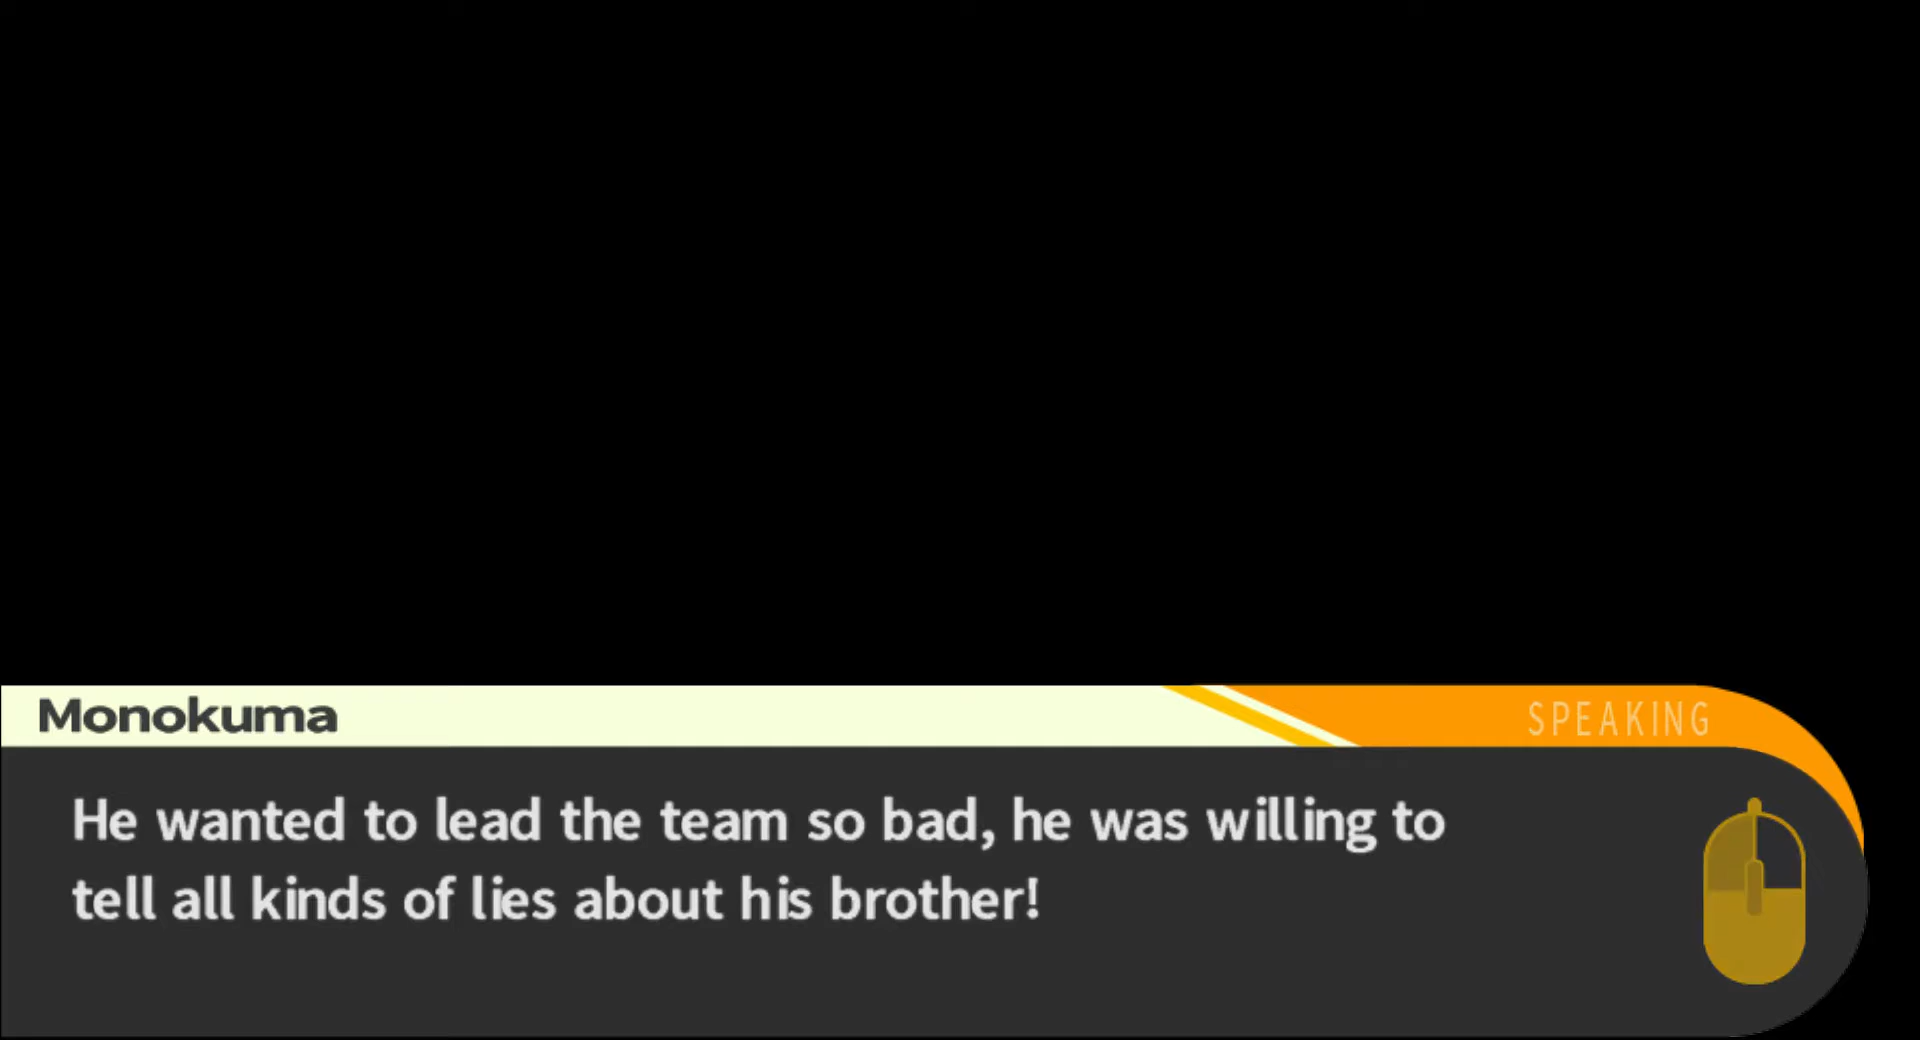 Monokuma
SPEAKING
He wanted to lead the team so bad, he was willing to
tell all kinds of lies about his brother!